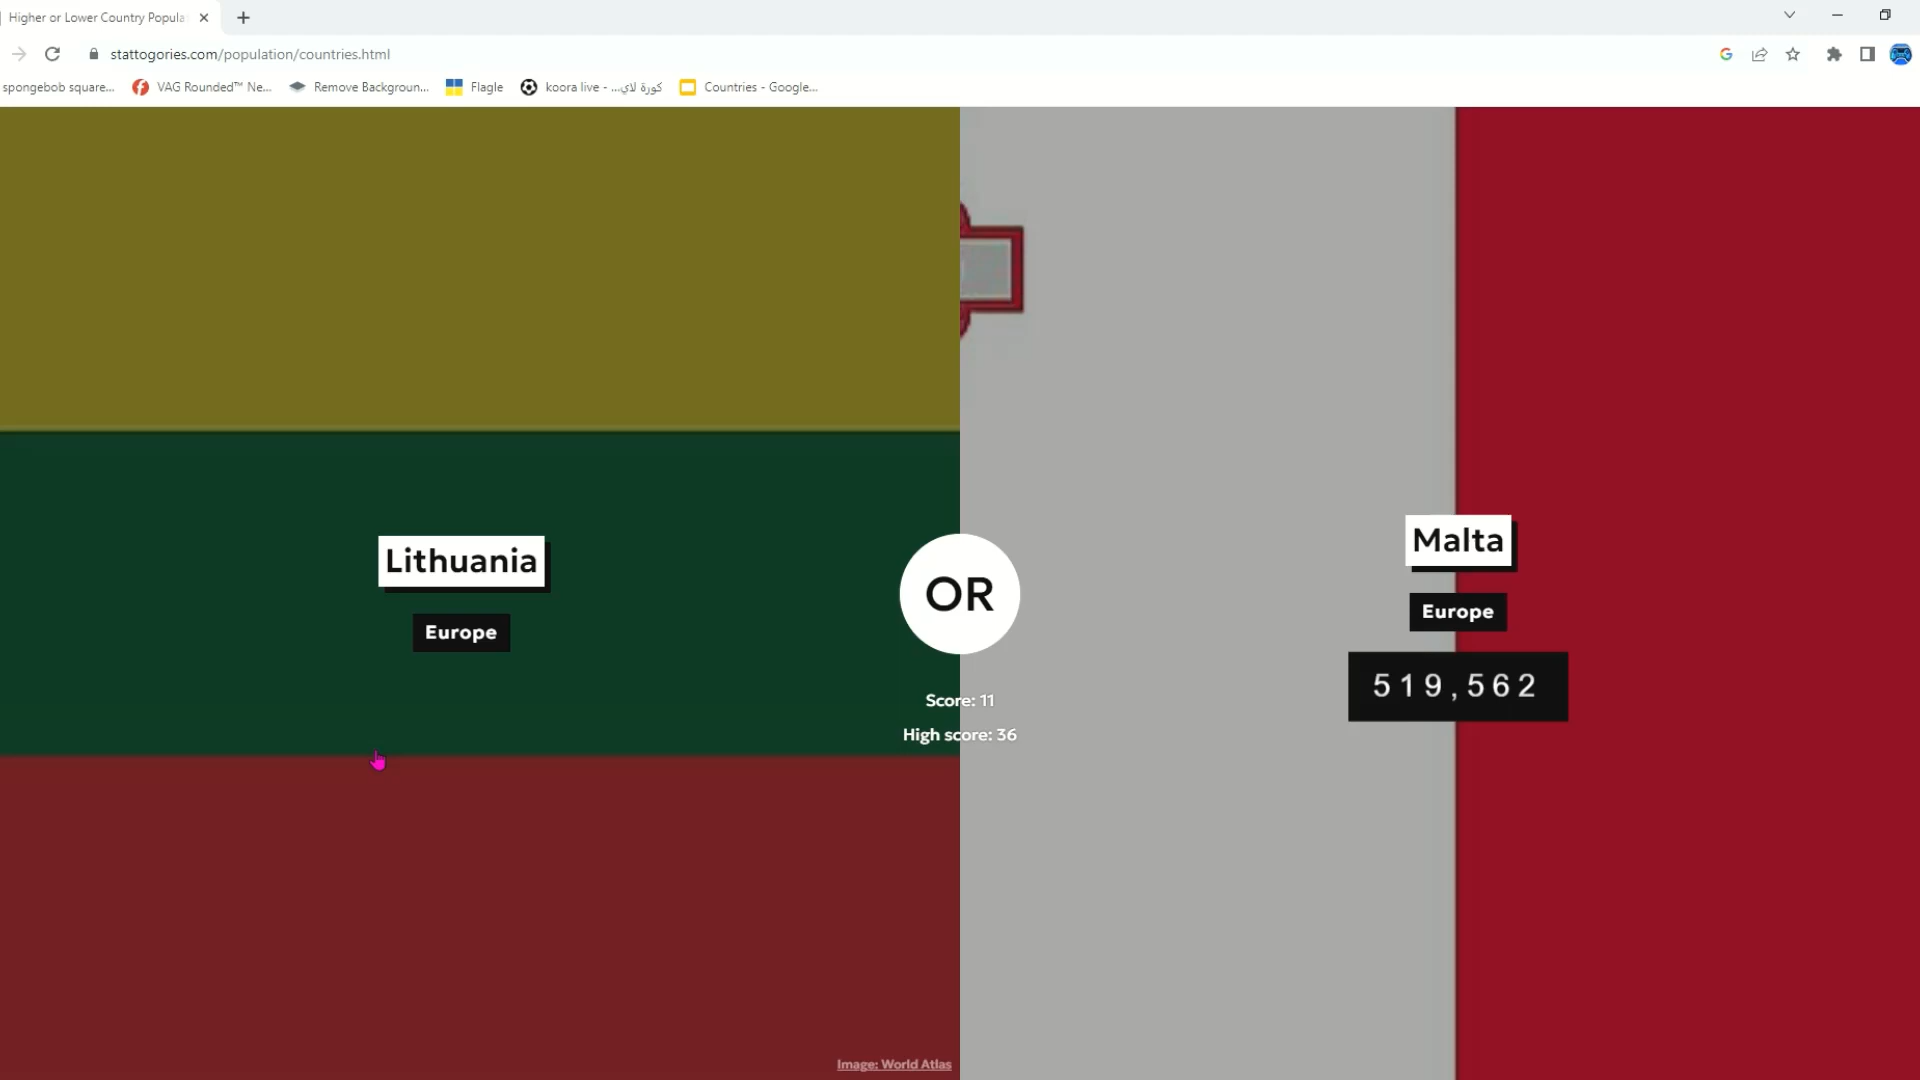 Higher or Lower Country Popula
stattogories.com/population/countries.html
spongebob square...
VAG Rounded™ Ne...
Remove Backgroun...
Flagle
koora live - ...كورة لاي
Countries - Google...
Lithuania
Europe
OR
Score: 11
High score: 36
Malta
Europe
519,562
Image: World Atlas